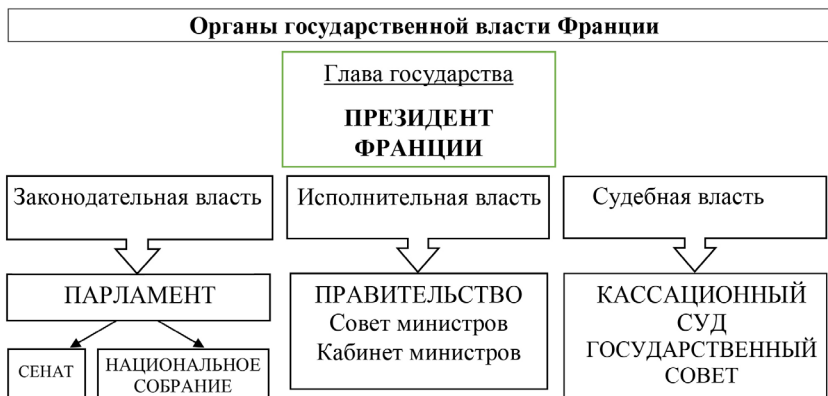 Органы государственной власти Франции
Глава государства
ПРЕЗИДЕНТ
ФРАНЦИИ
Законодательная власть
Исполнительная власть
Судебная власть
ПАРЛАМЕНТ
СЕНАТ
НАЦИОНАЛЬНОЕ
СОБРАНИЕ
ПРАВИТЕЛЬСТВО
Совет министров
Кабинет министров
КАССАЦИОННЫЙ
СУД
ГОСУДАРСТВЕННЫЙ
СОВЕТ